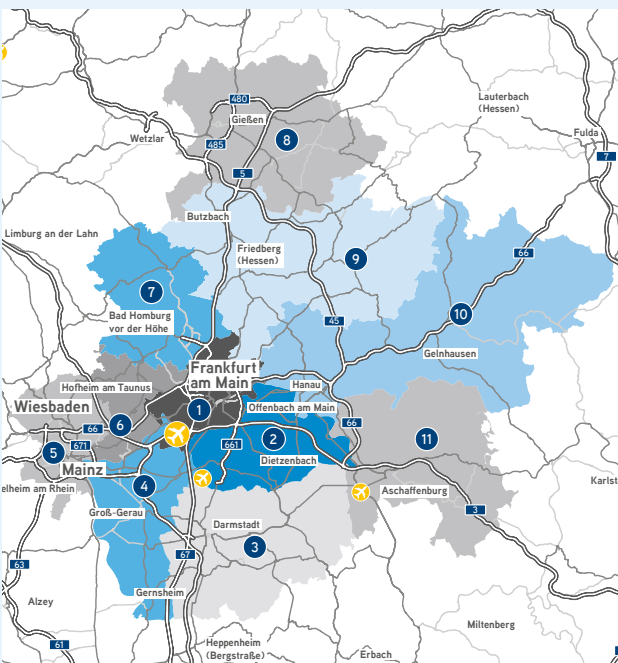 480
Gießen
Lauterbach
(Hessen)
Wetzlar
485
8
Fulda
7
5
Butzbach
Limburg an der Lahn
Friedberg
(Hessen)
9
66
7
10
Bad Homburg
vor der Höhe
45
Gelnhausen
Frankfurt
am Main
Hofheim am Taunus
Hanau
Wiesbaden
1
Offenbach am Main
6
66
66
2
11
671
661
5
Mainz
Dietzenbach
elheim am Rhein
4
Aschaffenburg
Karlst
Groß-Gerau
3
Darmstadt
3
67
63
Gernsheim
Alzey
Miltenberg
61
Heppenheim
(Bergstraße)
Erbach